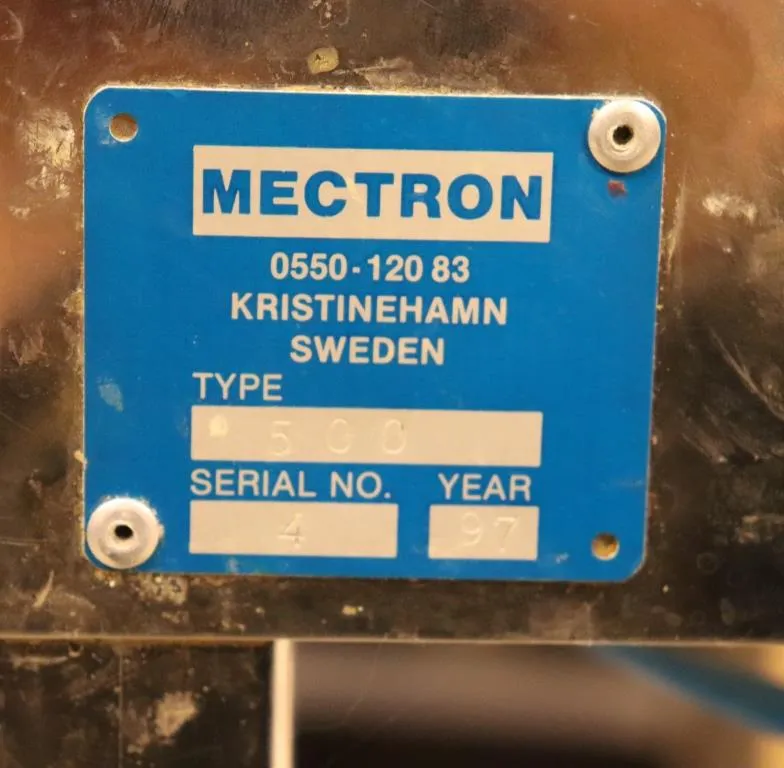 MECTRON
0550-120 83
KRISTINEHAMN
SWEDEN
TYPE
500
SERIAL NO. YEAR
4 97